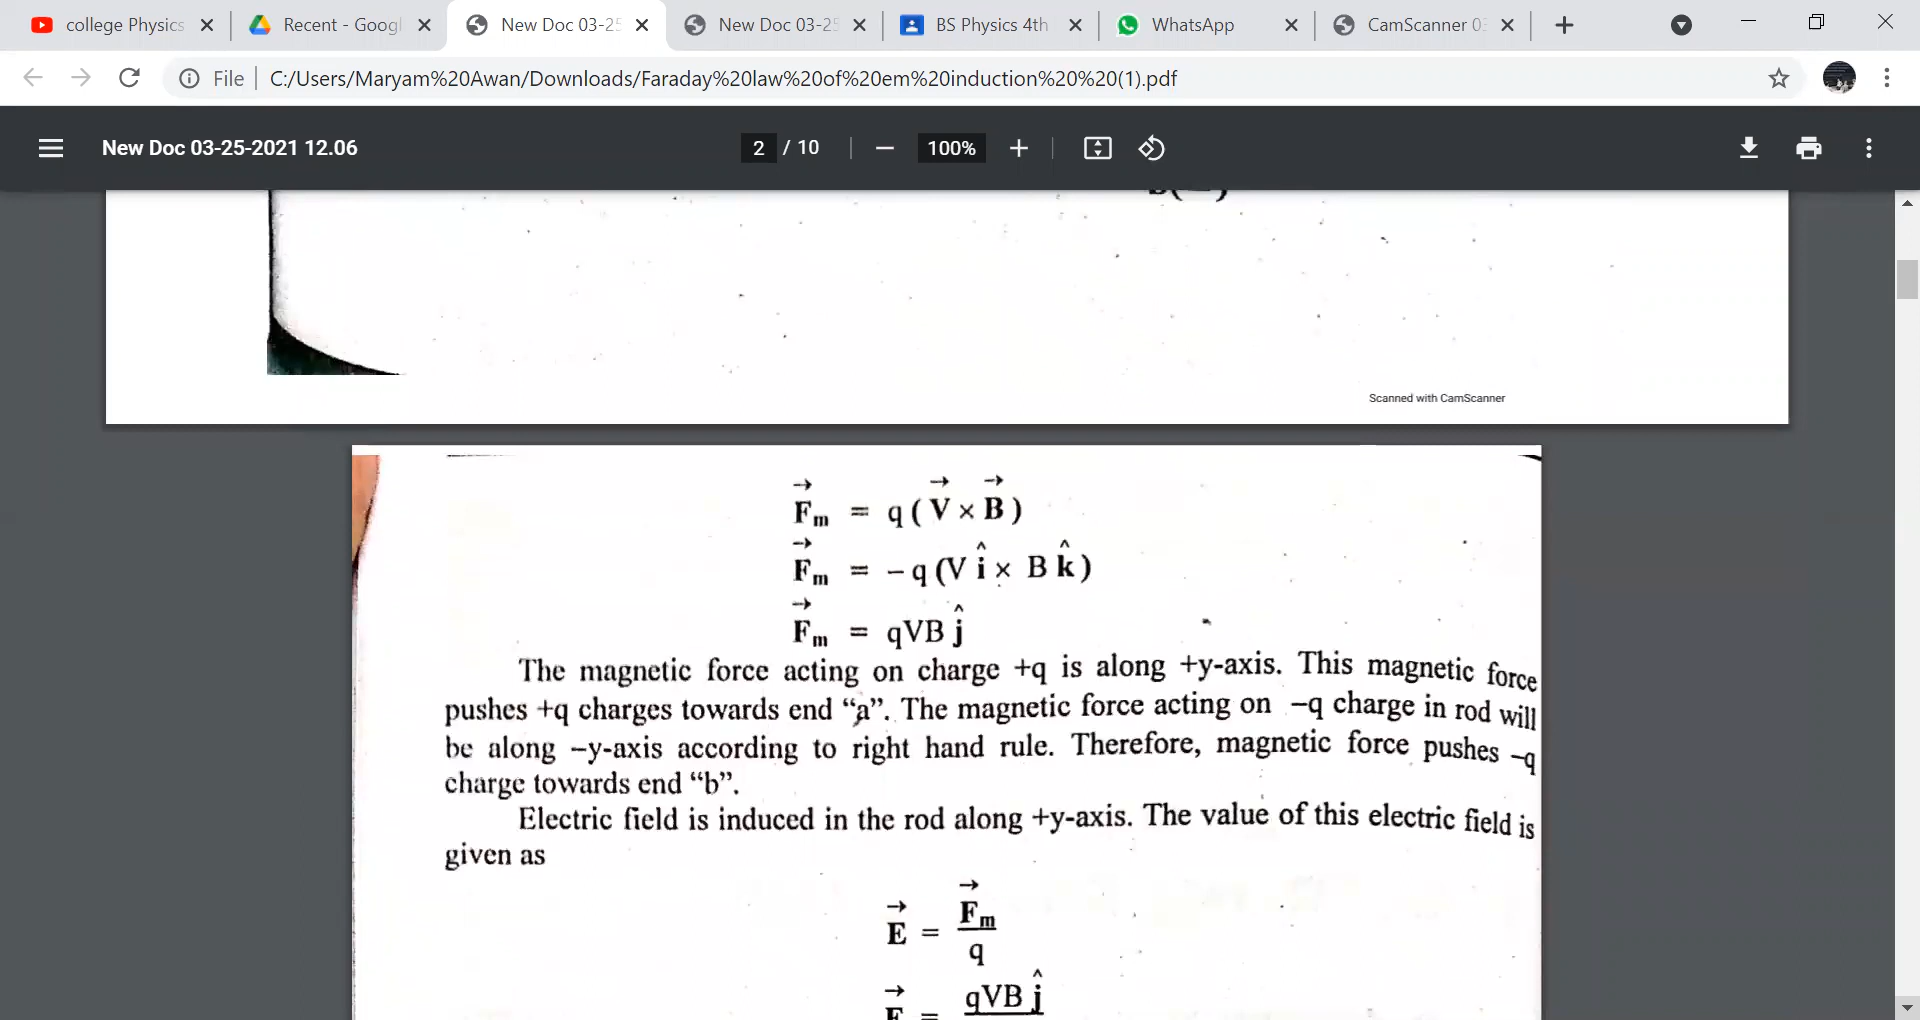 college Physics
Recent - Googl
New Doc 03-25
New Doc 03-25
BS Physics 4th
WhatsApp
CamScanner 03
File | C:/Users/Maryam%20Awan/Downloads/Faraday%20law%20of%20em%20induction%20%20(1).pdf
New Doc 03-25-2021 12.06
2 / 10
100%
Scanned with CamScanner
F⃗m = q ( V⃗ × B⃗ )
F⃗m = – q (V î × B k̂ )
F⃗m = qVB ĵ
The magnetic force acting on charge +q is along +y-axis. This magnetic force
pushes +q charges towards end “a”. The magnetic force acting on –q charge in rod will
be along –y-axis according to right hand rule. Therefore, magnetic force pushes –q
charge towards end “b”.
Electric field is induced in the rod along +y-axis. The value of this electric field is
given as
E⃗ = F⃗m
q
E⃗ = qVB ĵ